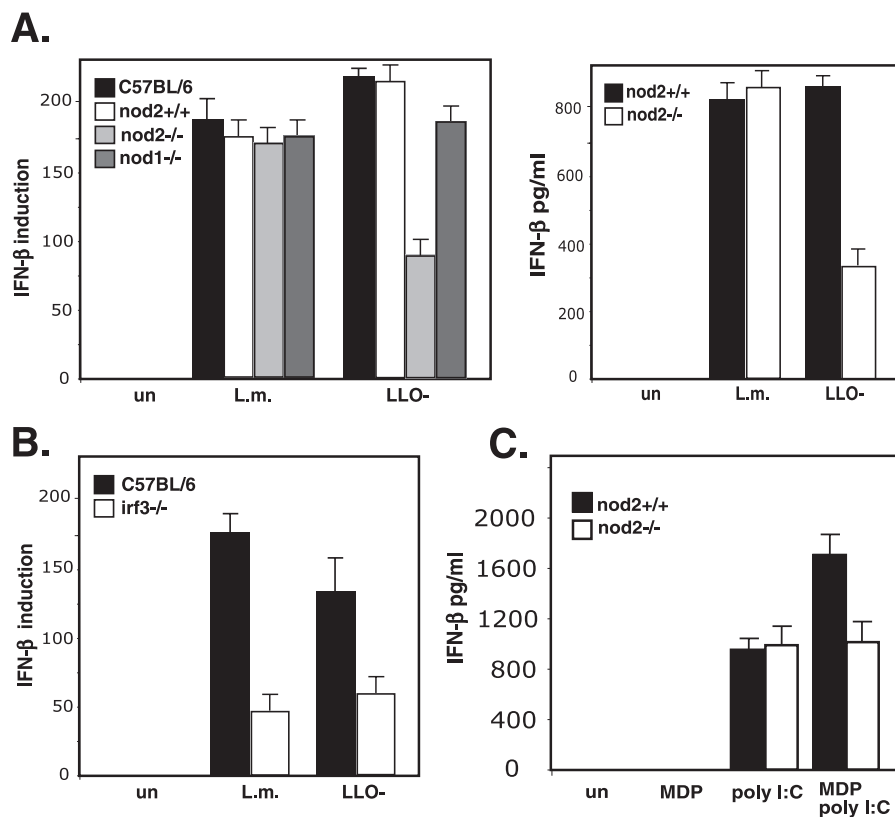 A.
IFN-β induction
200
150
100
50
0
C57BL/6
nod2+/+
nod2-/-
nod1-/-
un L.m. LLO-
IFN-β pg/ml
800
600
400
200
0
nod2+/+
nod2-/-
un L.m. LLO-
B.
IFN-β induction
200
150
100
50
0
C57BL/6
irf3-/-
un L.m. LLO-
C.
IFN-β pg/ml
2000
1600
1200
800
400
0
nod2+/+
nod2-/-
un MDP poly I:C MDP
poly I:C